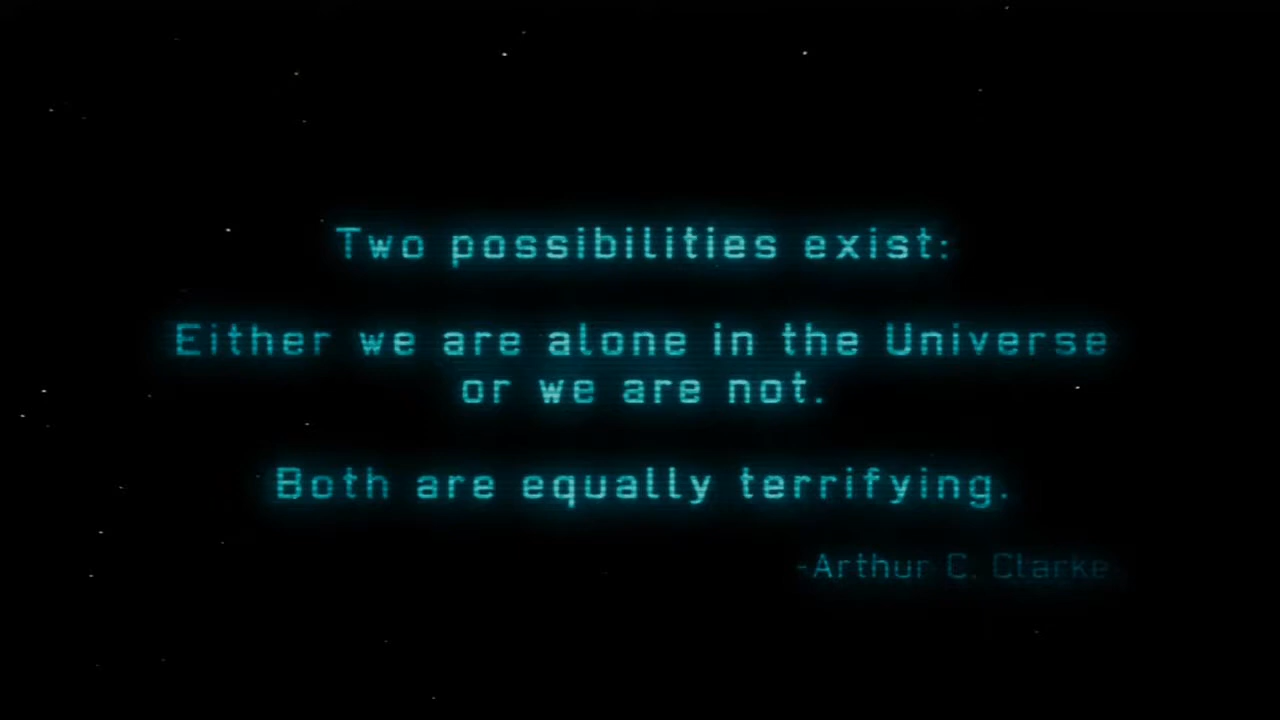 Two possibilities exist:
Either we are alone in the Universe
or we are not.
Both are equally terrifying.
-Arthur C. Clarke